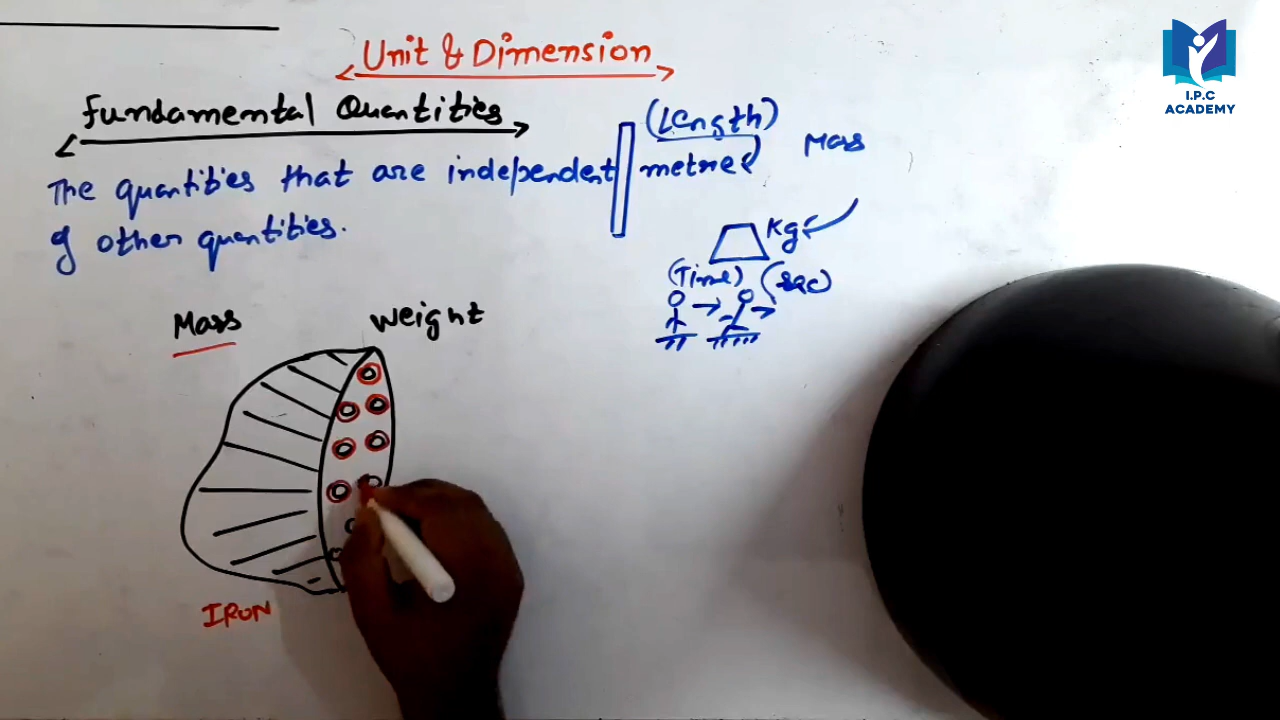 Unit & Dimension
I.P.C
ACADEMY
Fundamental Quantities
(Length)
The quantities that are independent
metre
Mass
of other quantities.
Kg
(Time) (sec)
Mass
Weight
IRON